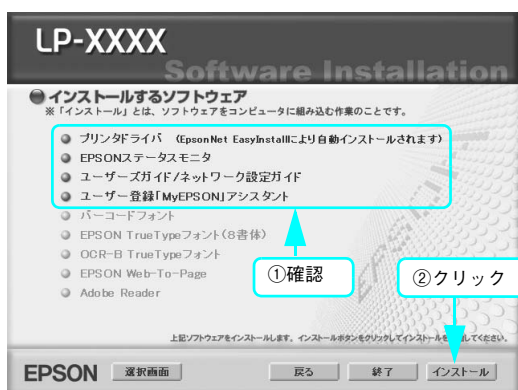 LP-XXXX
Software Installation
インストールするソフトウェア
※「インストール」とは、ソフトウェアをコンピュータに組み込む作業のことです。
プリンタドライバ （EpsonNet EasyInstallにより自動インストールされます）
EPSONステータスモニタ
ユーザーズガイド/ネットワーク設定ガイド
ユーザー登録「MyEPSON」アシスタント
バーコードフォント
EPSON TrueTypeフォント(8書体)
OCR-B TrueTypeフォント
EPSON Web-To-Page
Adobe Reader
①確認
②クリック
上記ソフトウェアをインストールします。インストールボタンをクリックしてインストールを してください。
EPSON 選択画面 戻る 終了 インストール